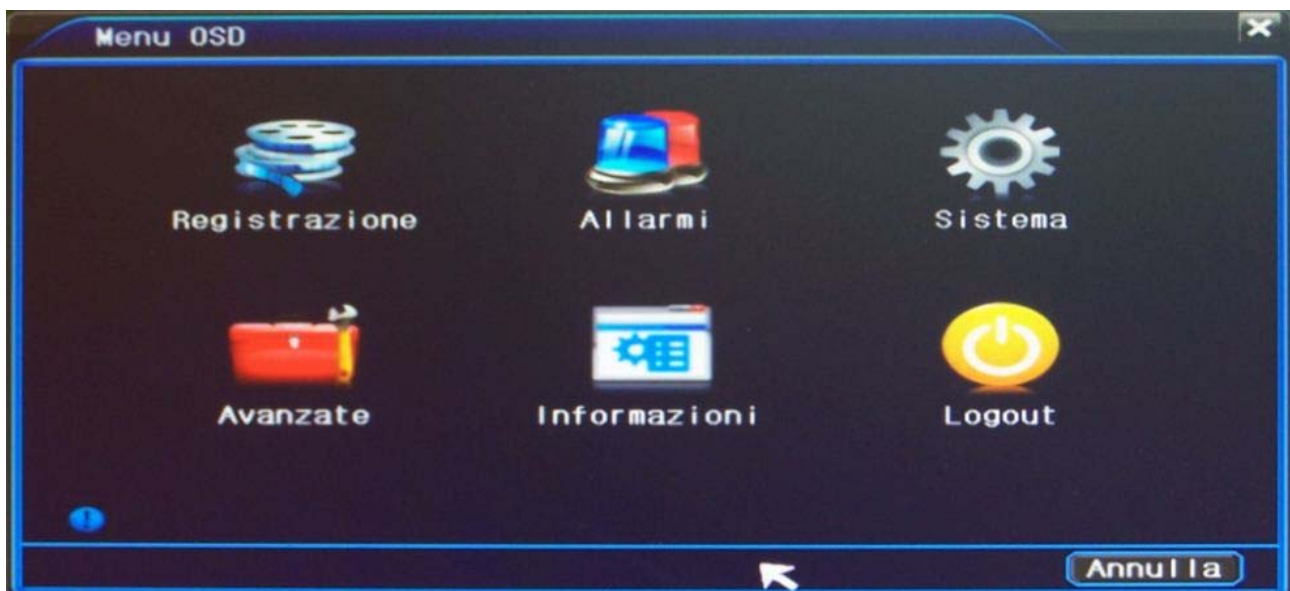 Menu OSD
Registrazione
Allarmi
Sistema
Avanzate
Informazioni
Logout
Annulla